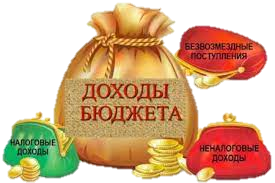 БЕЗВОЗМЕЗДНЫЕ
ПОСТУПЛЕНИЯ
ДОХОДЫ
БЮДЖЕТА
НАЛОГОВЫЕ
ДОХОДЫ
НЕНАЛОГОВЫЕ
ДОХОДЫ